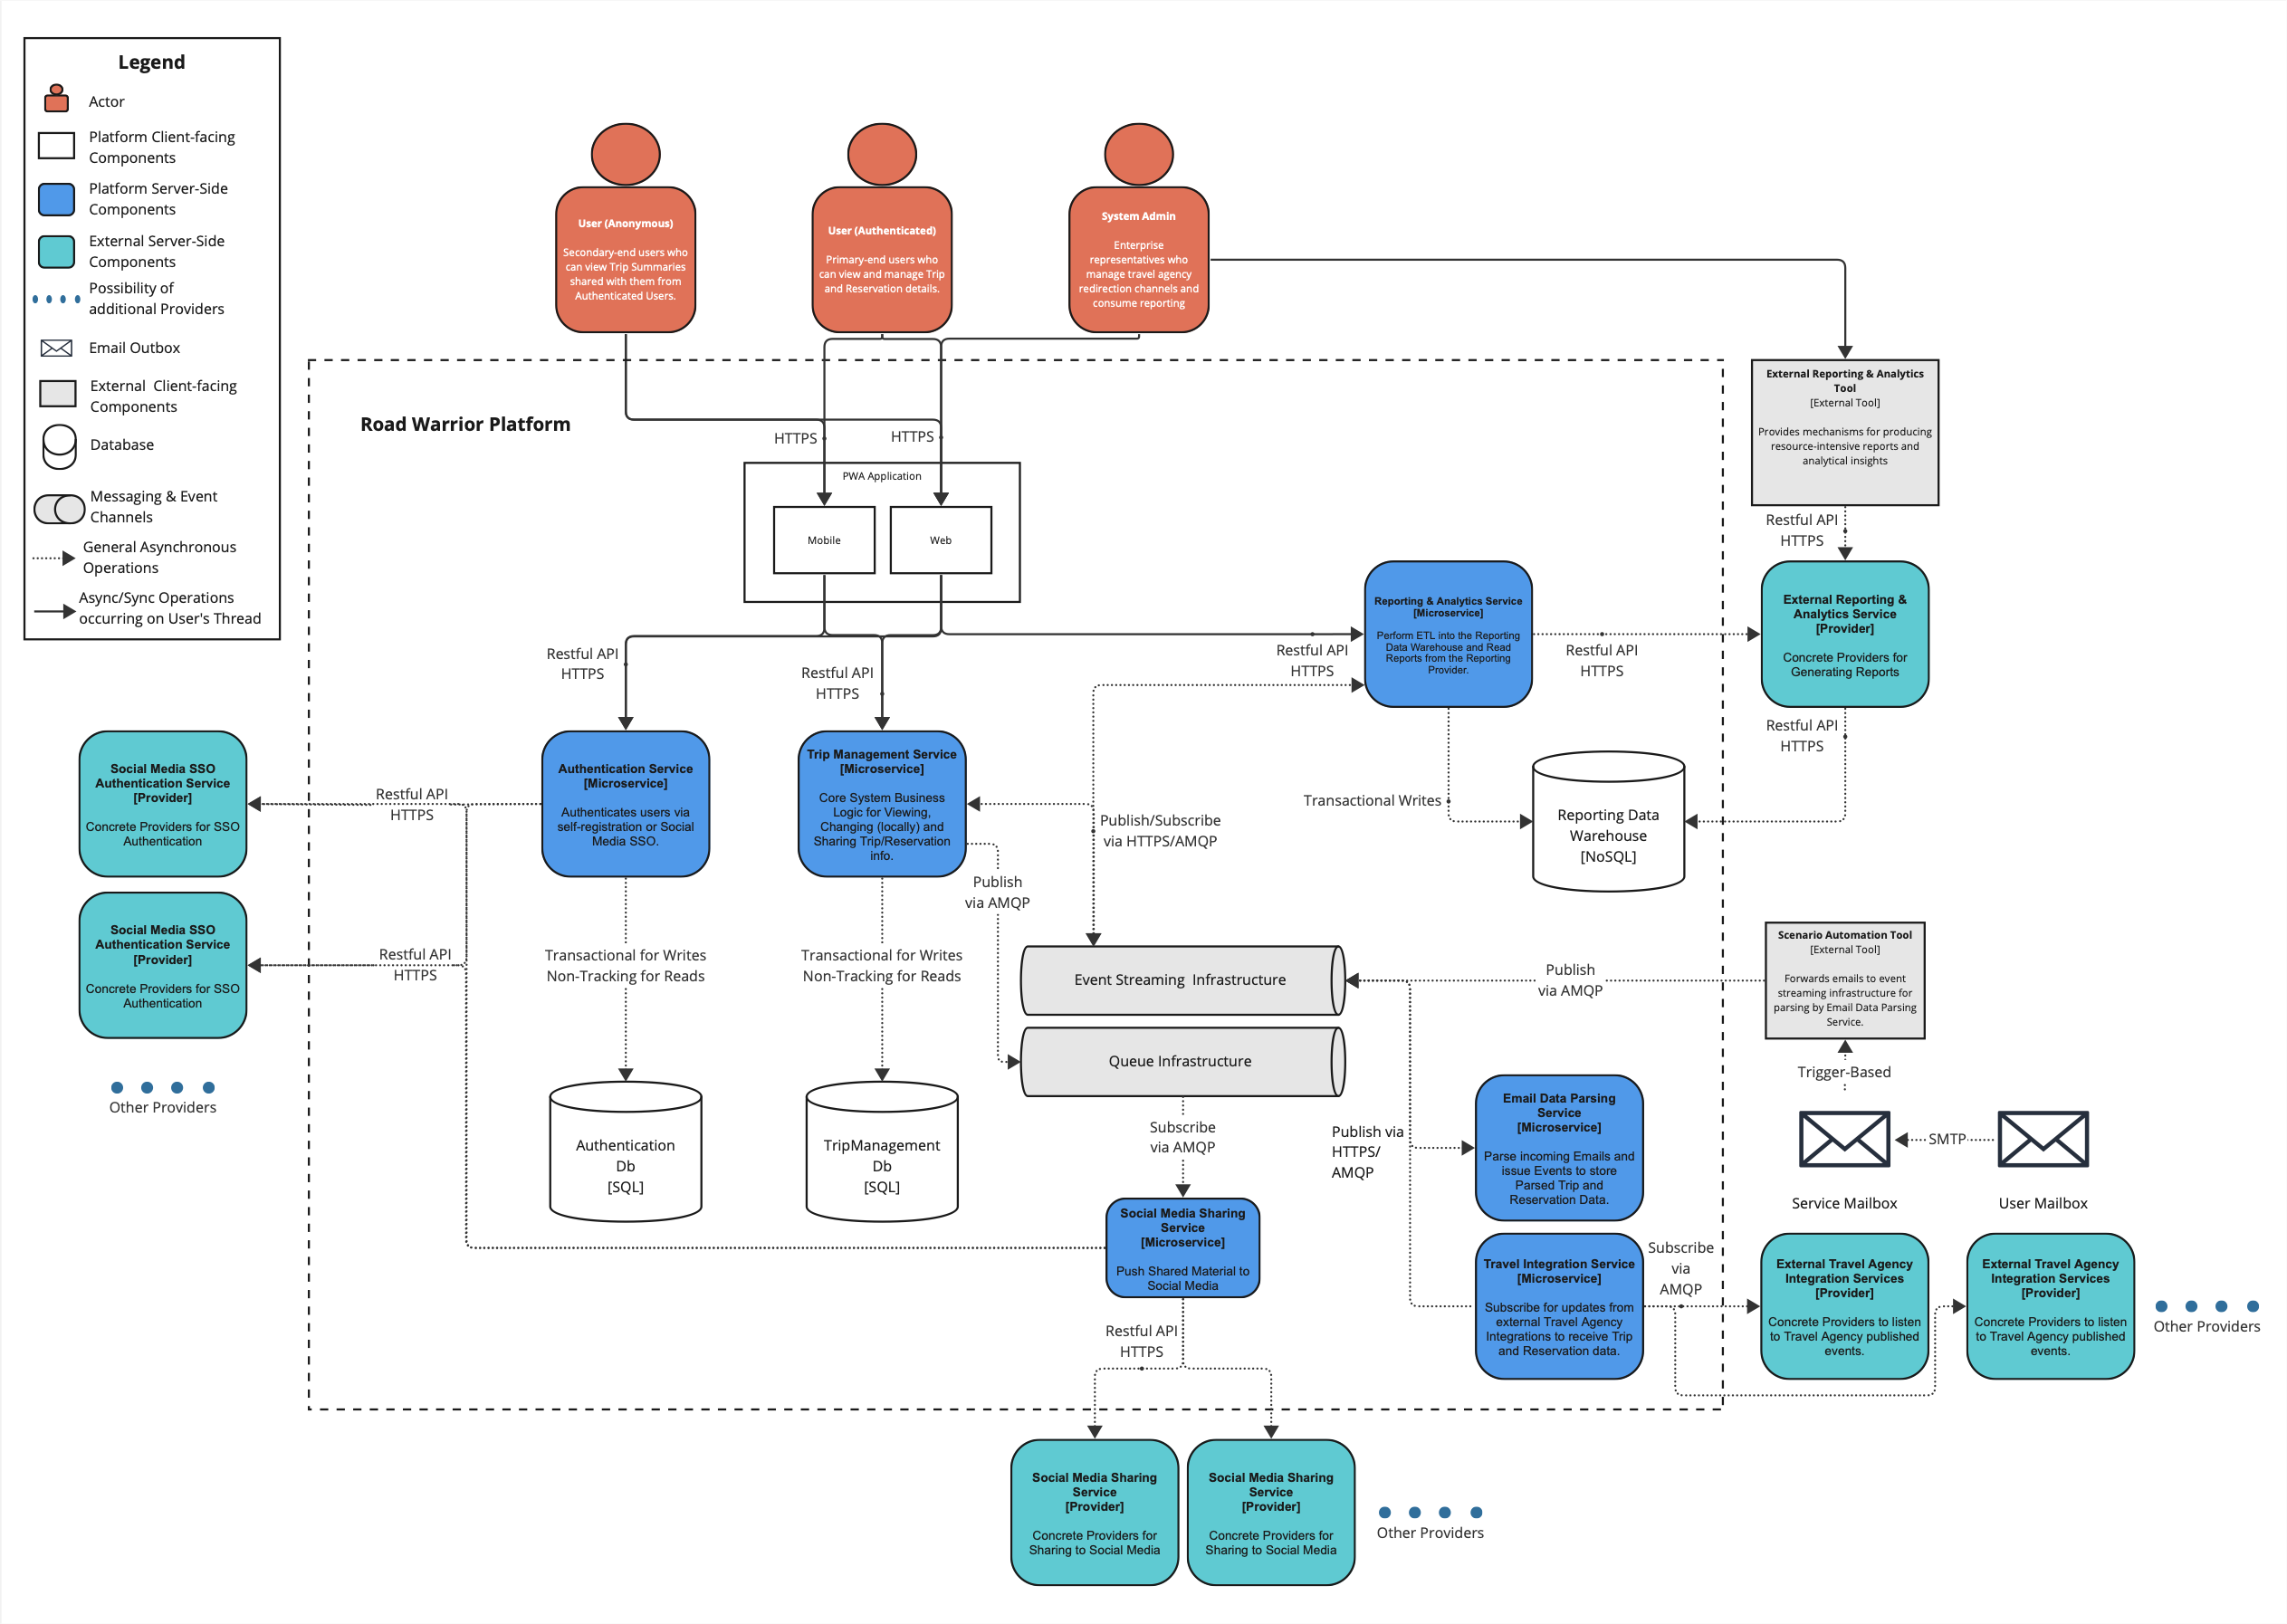 Legend
Actor
Platform Client-facing
Components
Platform Server-Side
Components
External Server-Side
Components
Possibility of
additional Providers
Email Outbox
External  Client-facing
Components
Database
Messaging & Event
Channels
General Asynchronous
Operations
Async/Sync Operations
occurring on User's Thread
User (Anonymous)
Secondary-end users who
can view Trip Summaries
shared with them from
Authenticated Users.
User (Authenticated)
Primary-end users who
can view and manage Trip
and Reservation details.
System Admin
Enterprise
representatives who
manage travel agency
redirection channels and
consume reporting
Road Warrior Platform
HTTPS
HTTPS
PWA Application
Mobile
Web
External Reporting & Analytics
Tool
[External Tool]
Provides mechanisms for producing
resource-intensive reports and
analytical insights
Restful API
HTTPS
Restful API
HTTPS
Restful API
HTTPS
Restful API
HTTPS
Reporting & Analytics Service
[Microservice]
Perform ETL into the Reporting
Data Warehouse and Read
Reports from the Reporting
Provider.
Restful API
HTTPS
External Reporting &
Analytics Service
[Provider]
Concrete Providers for
Generating Reports
Restful API
HTTPS
Social Media SSO
Authentication Service
[Provider]
Concrete Providers for SSO
Authentication
Restful API
HTTPS
Authentication Service
[Microservice]
Authenticates users via
self-registration or Social
Media SSO.
Trip Management Service
[Microservice]
Core System Business
Logic for Viewing,
Changing (locally) and
Sharing Trip/Reservation
info.
Publish/Subscribe
via HTTPS/AMQP
Publish
via AMQP
Transactional Writes
Reporting Data
Warehouse
[NoSQL]
Social Media SSO
Authentication Service
[Provider]
Concrete Providers for SSO
Authentication
Restful API
HTTPS
Other Providers
Transactional for Writes
Non-Tracking for Reads
Transactional for Writes
Non-Tracking for Reads
Event Streaming  Infrastructure
Queue Infrastructure
Publish
via AMQP
Scenario Automation Tool
[External Tool]
Forwards emails to event
streaming infrastructure for
parsing by Email Data Parsing
Service.
Trigger-Based
SMTP
Service Mailbox
User Mailbox
Authentication
Db
[SQL]
TripManagement
Db
[SQL]
Subscribe
via AMQP
Publish via
HTTPS/
AMQP
Email Data Parsing
Service
[Microservice]
Parse incoming Emails and
issue Events to store
Parsed Trip and
Reservation Data.
Social Media Sharing
Service
[Microservice]
Push Shared Material to
Social Media
Travel Integration Service
[Microservice]
Subscribe for updates from
external Travel Agency
Integrations to receive Trip
and Reservation data.
Subscribe
via
AMQP
External Travel Agency
Integration Services
[Provider]
Concrete Providers to listen
to Travel Agency published
events.
External Travel Agency
Integration Services
[Provider]
Concrete Providers to listen
to Travel Agency published
events.
Other Providers
Restful API
HTTPS
Social Media Sharing
Service
[Provider]
Concrete Providers for
Sharing to Social Media
Social Media Sharing
Service
[Provider]
Concrete Providers for
Sharing to Social Media
Other Providers